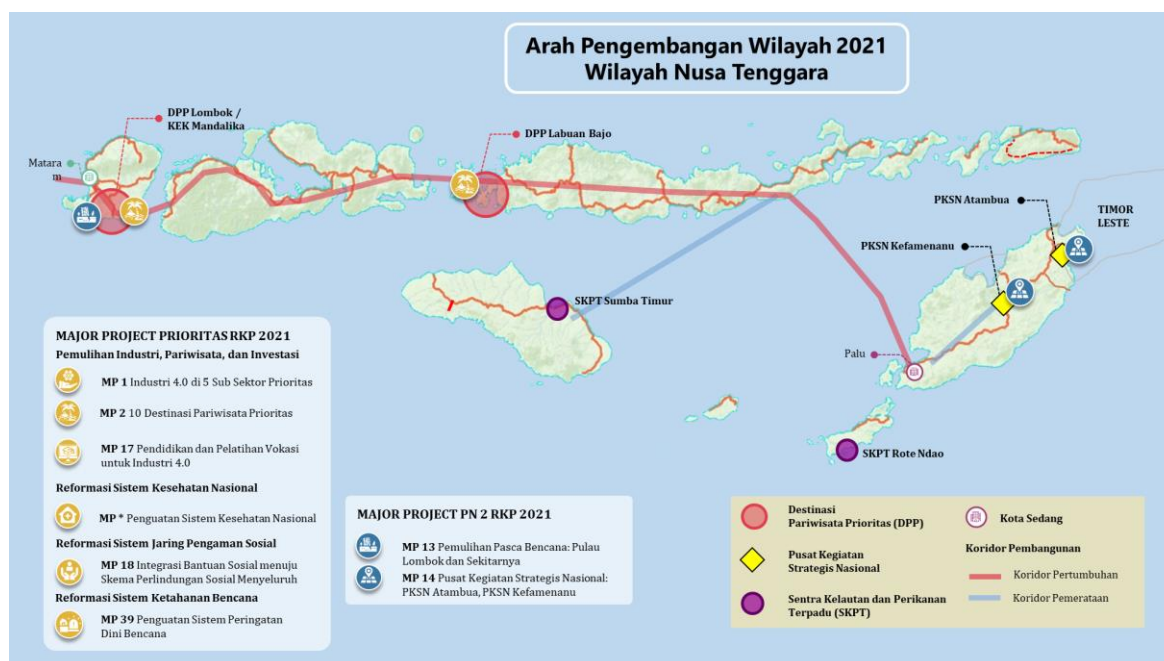 Arah Pengembangan Wilayah 2021
Wilayah Nusa Tenggara
DPP Lombok /
KEK Mandalika
Matara
m
DPP Labuan Bajo
PKSN Atambua
TIMOR
LESTE
PKSN Kefamenanu
SKPT Sumba Timur
Palu
SKPT Rote Ndao
MAJOR PROJECT PRIORITAS RKP 2021
Pemulihan Industri, Pariwisata, dan Investasi
MP 1 Industri 4.0 di 5 Sub Sektor Prioritas
MP 2 10 Destinasi Pariwisata Prioritas
MP 17 Pendidikan dan Pelatihan Vokasi
untuk Industri 4.0
Reformasi Sistem Kesehatan Nasional
MP * Penguatan Sistem Kesehatan Nasional
Reformasi Sistem Jaring Pengaman Sosial
MP 18 Integrasi Bantuan Sosial menuju
Skema Perlindungan Sosial Menyeluruh
Reformasi Sistem Ketahanan Bencana
MP 39 Penguatan Sistem Peringatan
Dini Bencana
MAJOR PROJECT PN 2 RKP 2021
MP 13 Pemulihan Pasca Bencana: Pulau
Lombok dan Sekitarnya
MP 14 Pusat Kegiatan Strategis Nasional:
PKSN Atambua, PKSN Kefamenanu
Destinasi
Pariwisata Prioritas (DPP)
Pusat Kegiatan
Strategis Nasional
Sentra Kelautan dan Perikanan
Terpadu (SKPT)
Kota Sedang
Koridor Pembangunan
Koridor Pertumbuhan
Koridor Pemerataan